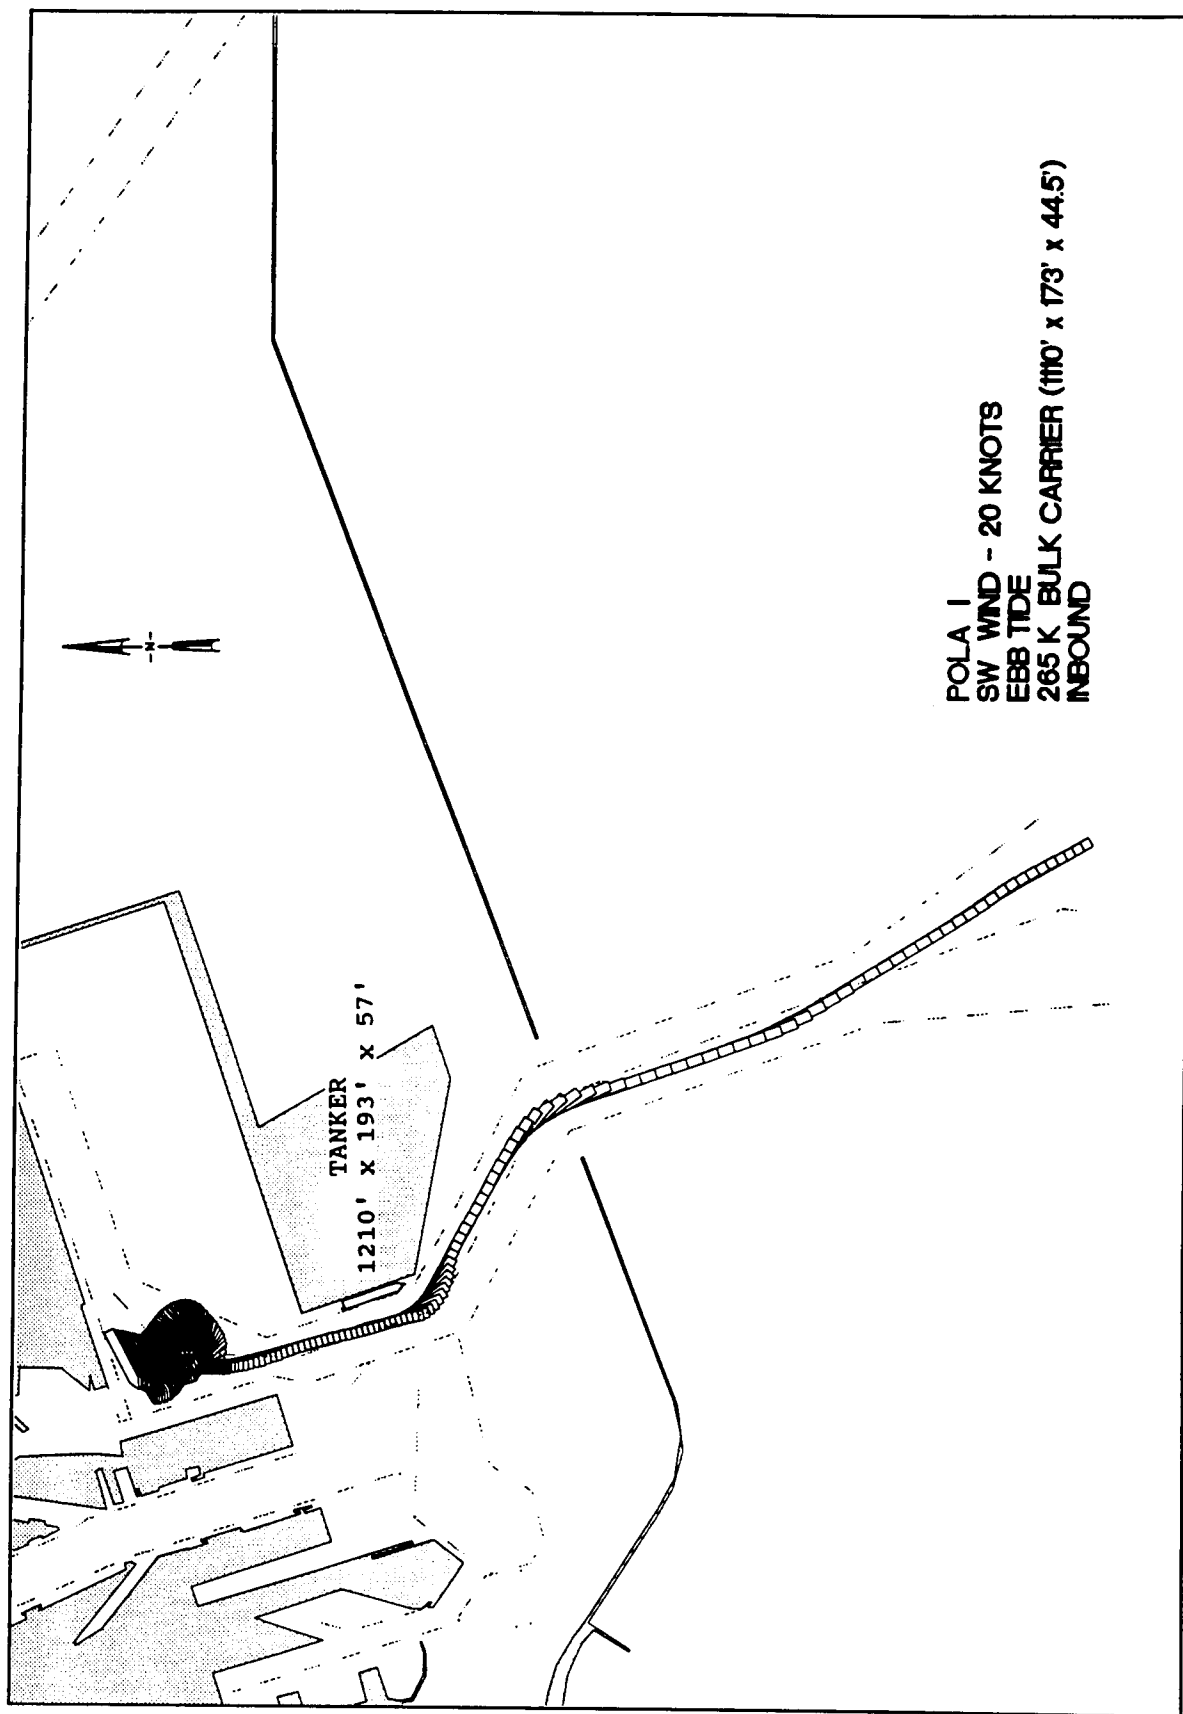 -N-
TANKER
1210' x 193' x 57'
POLA I
SW WIND - 20 KNOTS
EBB TIDE
265 K BULK CARRIER (1110' x 173' x 44.5')
INBOUND